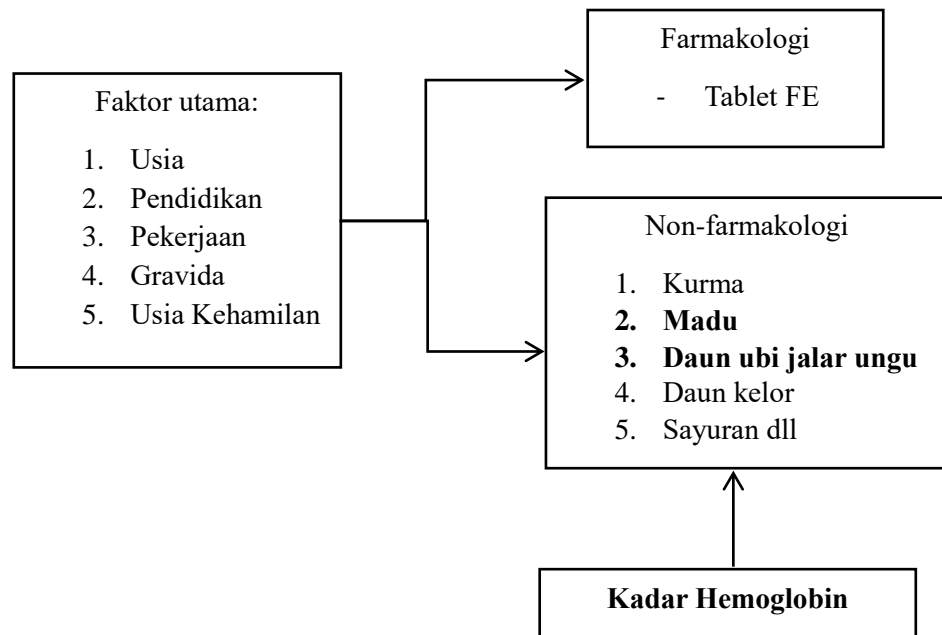 Faktor utama:
1. Usia
2. Pendidikan
3. Pekerjaan
4. Gravida
5. Usia Kehamilan
Farmakologi
- Tablet FE
Non-farmakologi
1. Kurma
2. Madu
3. Daun ubi jalar ungu
4. Daun kelor
5. Sayuran dll
Kadar Hemoglobin